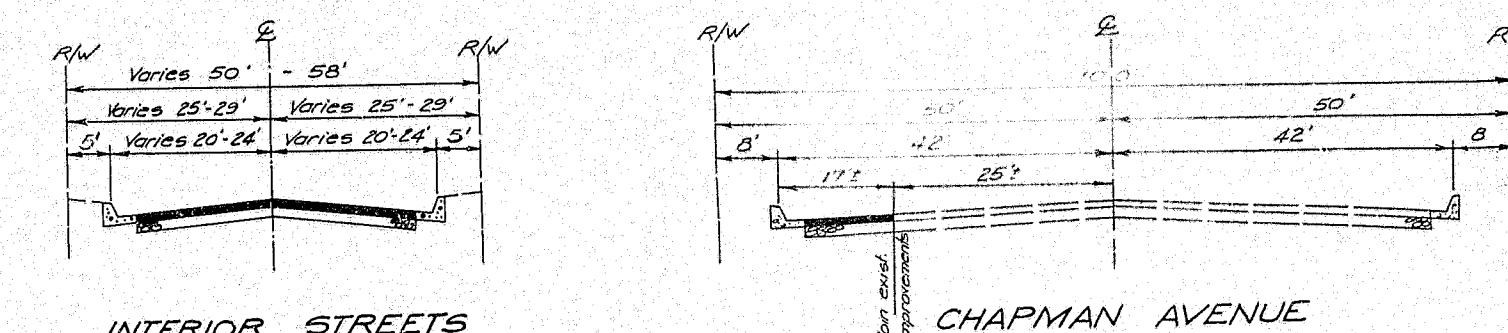 R/W
℄
R/W
Varies 50' - 58'
Varies 25'-29' Varies 25'-29'
5' Varies 20'-24' Varies 20'-24' 5'
INTERIOR STREETS
R/W
℄
R
100'
50' 50'
8' 42' 42' 8
17'± 25'±
exist.
CHAPMAN AVENUE